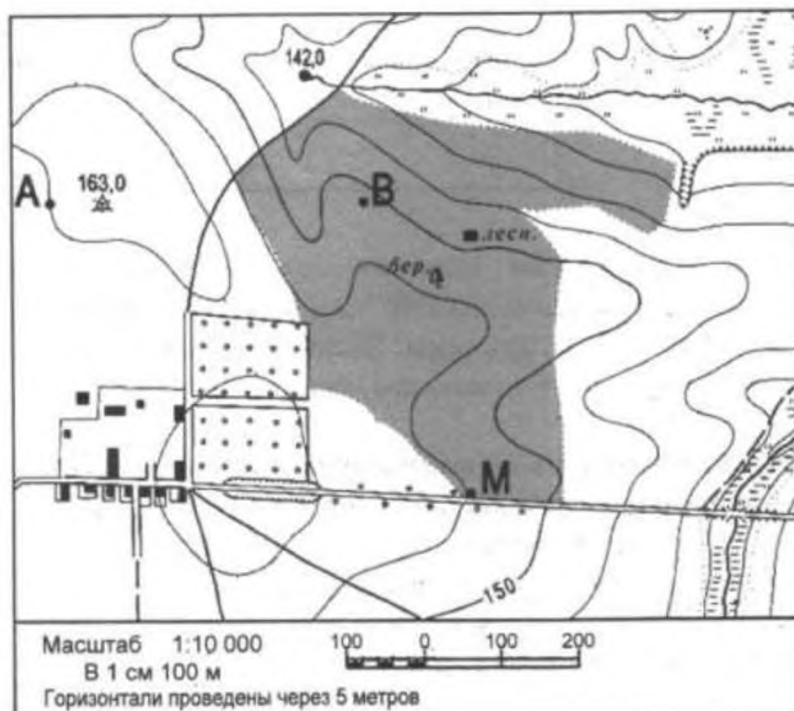 142,0
А
163,0
В
лесн.
бер.
М
150
Масштаб 1:10 000
В 1 см 100 м
100 0 100 200
Горизонтали проведены через 5 метров